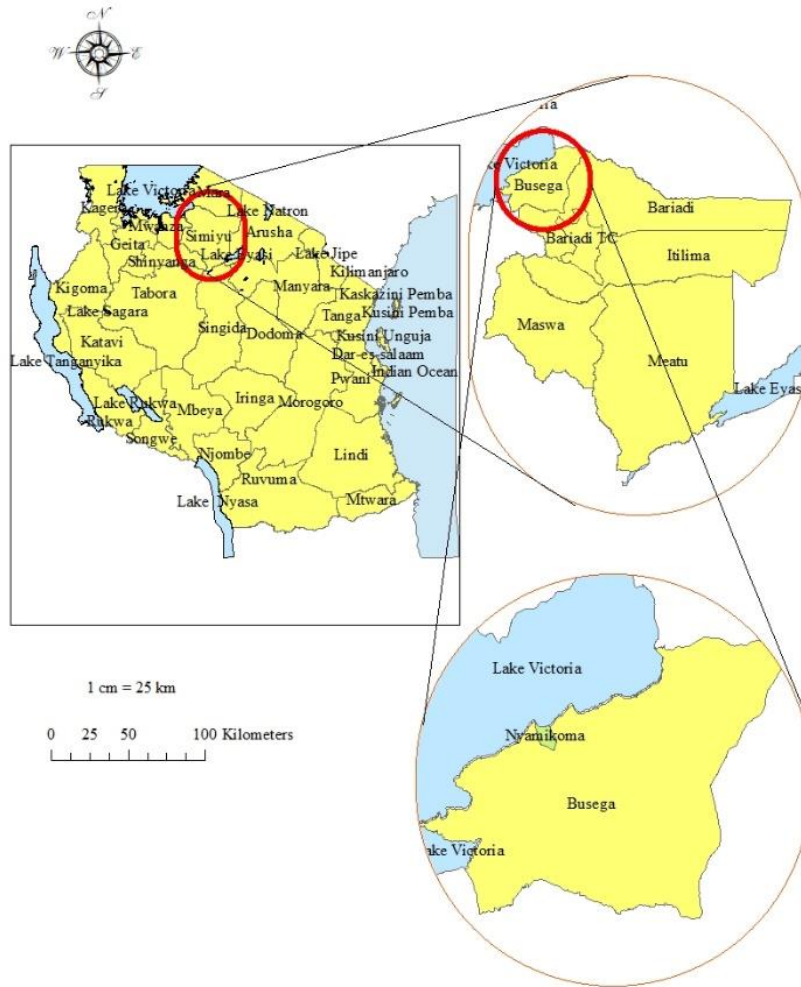 N
W
E
S
Lake Victoria
Mara
Kagera
Lake Natron
Mwanza
Simiyu
Arusha
Geita
Lake Eyasi
Lake Jipe
Shinyanga
Kilimanjaro
Kigoma
Tabora
Manyara
Kaskazini Pemba
Lake Sagara
Tanga
Kusini Pemba
Singida
Dodoma
Kusini Unguja
Katavi
Dar-es-salaam
Lake Tanganyika
Indian Ocean
Pwani
Lake Rukwa
Iringa
Mbeya
Morogoro
Rukwa
Songwe
Njombe
Lindi
Ruvuma
Lake Nyasa
Mtwara
ke Victoria
Busega
Bariadi
Bariadi TC
Itilima
Maswa
Meatu
Lake Eyas
1 cm = 25 km
0 25 50 100 Kilometers
Lake Victoria
Nyamikoma
Busega
ake Victoria